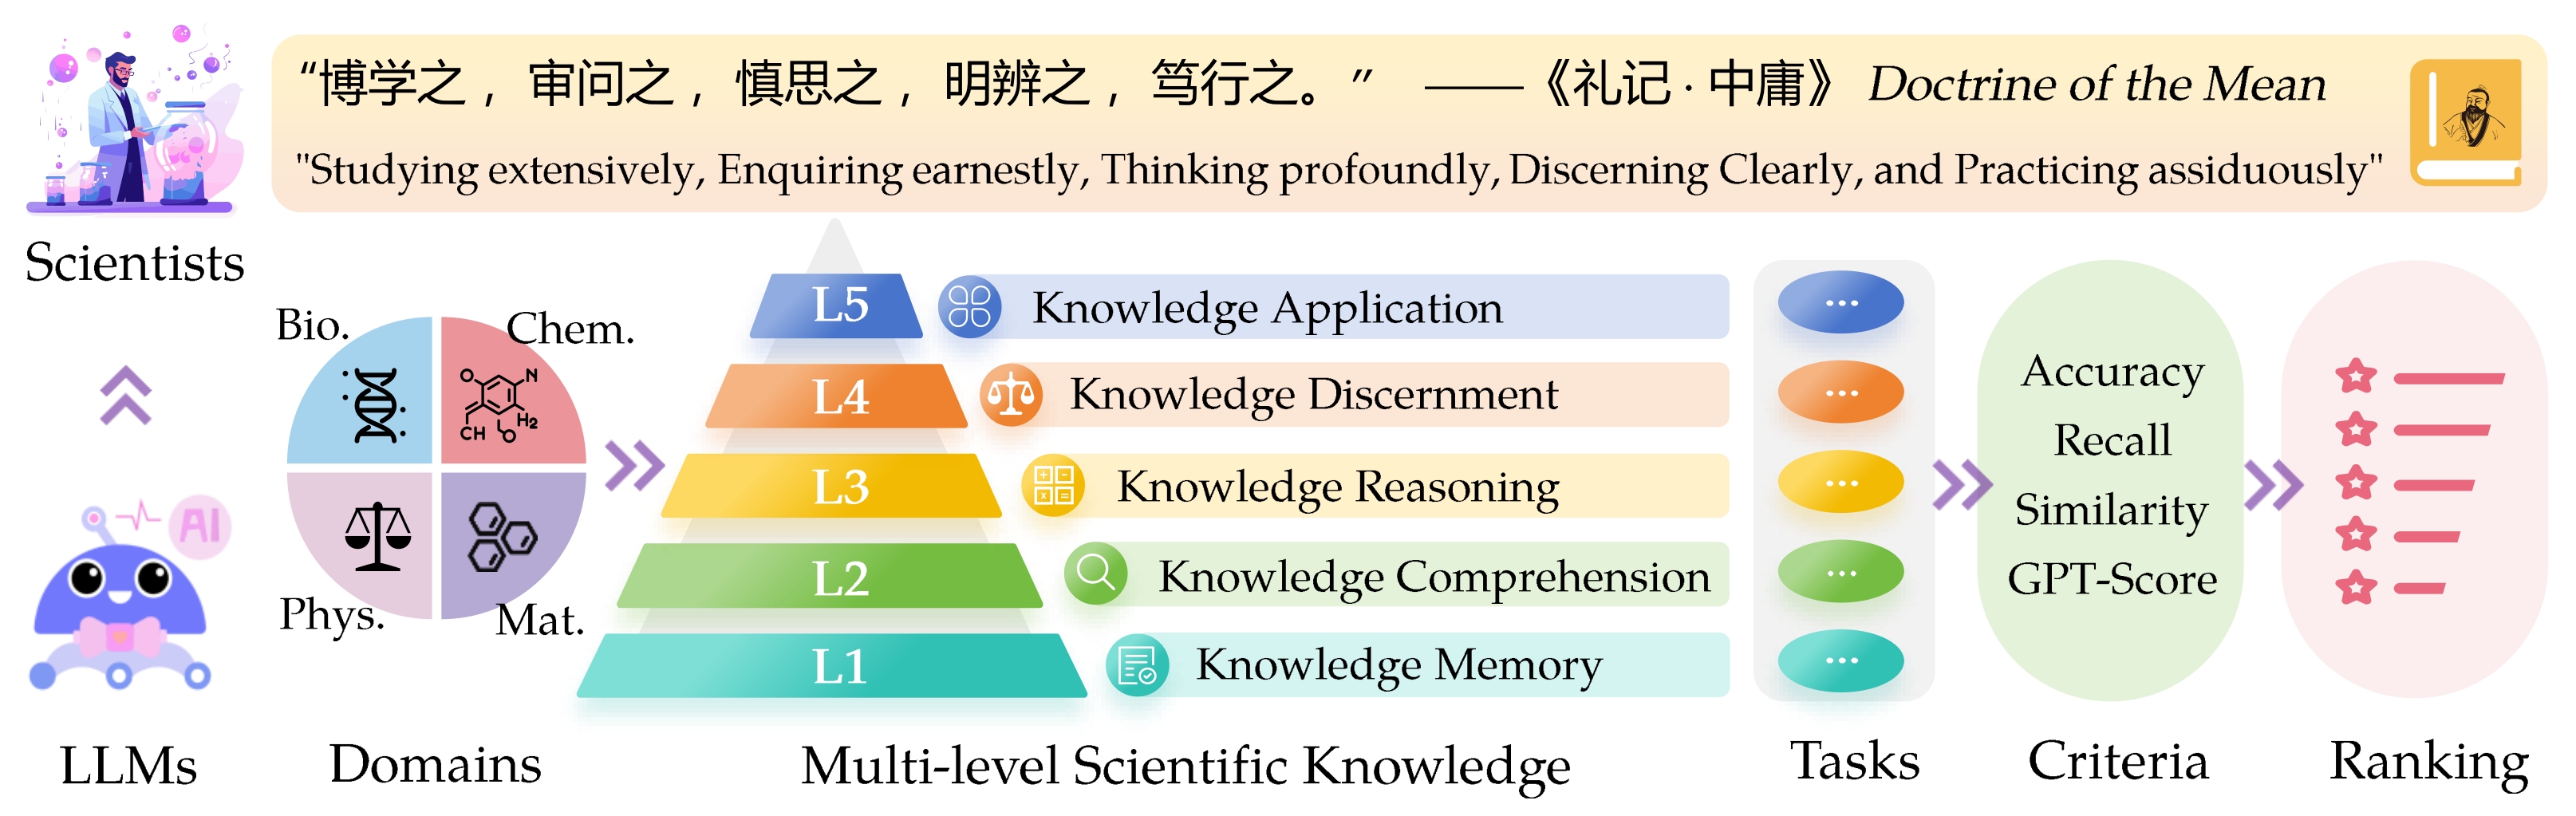 “博学之，审问之，慎思之，明辨之，笃行之。” ——《礼记·中庸》 Doctrine of the Mean
"Studying extensively, Enquiring earnestly, Thinking profoundly, Discerning Clearly, and Practicing assiduously"
Scientists
AI
LLMs
Bio.
Chem.
O N
CH H2
O
Phys.
Mat.
Domains
L5 Knowledge Application ...
L4 Knowledge Discernment ...
L3 Knowledge Reasoning ...
L2 Knowledge Comprehension ...
L1 Knowledge Memory ...
Multi-level Scientific Knowledge
Tasks
Accuracy
Recall
Similarity
GPT-Score
Criteria
Ranking